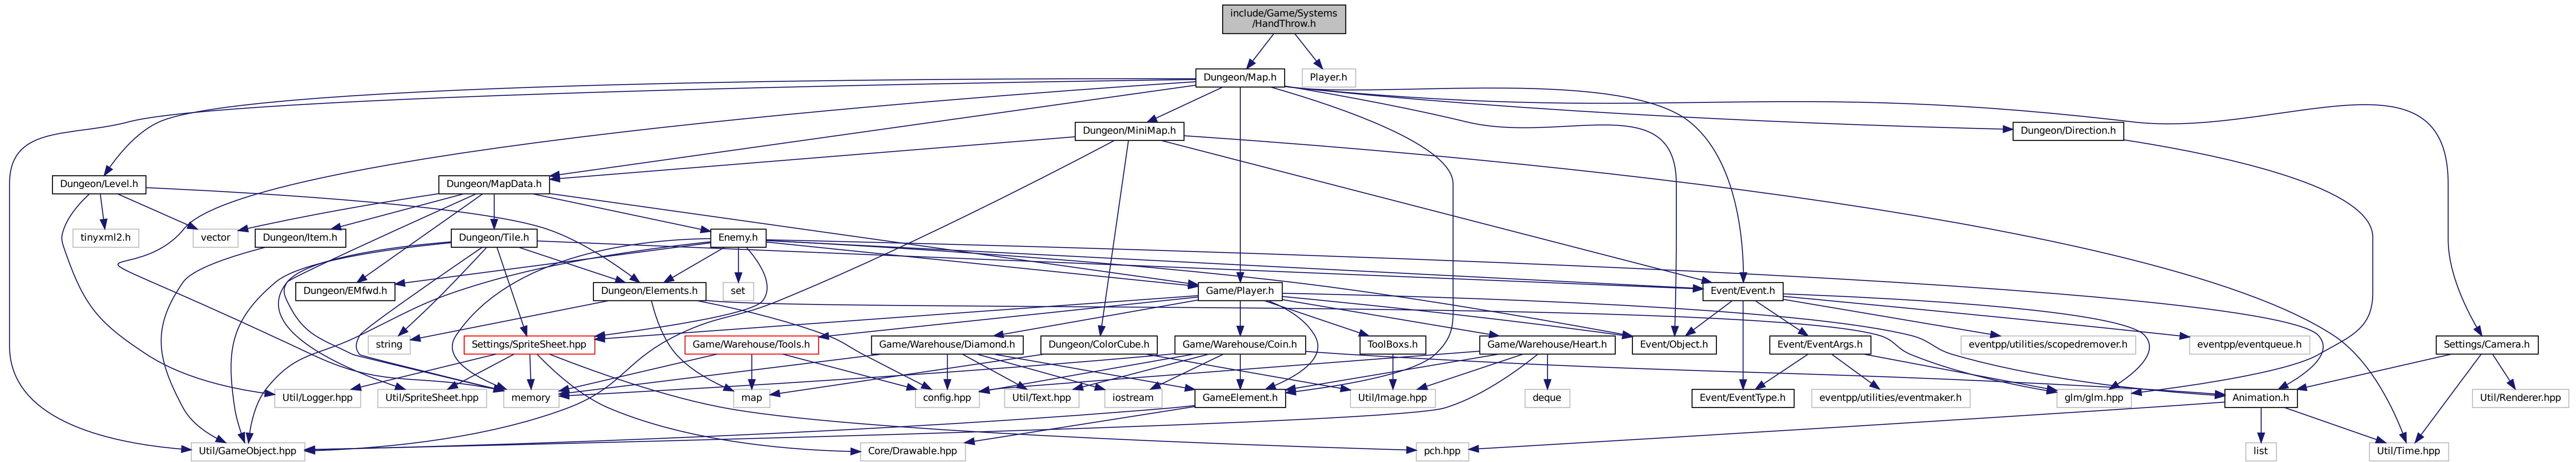 include/Game/Systems
/HandThrow.h
Dungeon/Map.h
Player.h
Dungeon/MiniMap.h
Dungeon/Direction.h
Dungeon/Level.h
Dungeon/MapData.h
tinyxml2.h
vector
Dungeon/Item.h
Dungeon/Tile.h
Enemy.h
Dungeon/EMfwd.h
Dungeon/Elements.h
set
Game/Player.h
Event/Event.h
string
Settings/SpriteSheet.hpp
Game/Warehouse/Tools.h
Game/Warehouse/Diamond.h
Dungeon/ColorCube.h
Game/Warehouse/Coin.h
ToolBoxs.h
Game/Warehouse/Heart.h
Event/Object.h
Event/EventArgs.h
eventpp/utilities/scopedremover.h
eventpp/eventqueue.h
Settings/Camera.h
Util/Logger.hpp
Util/SpriteSheet.hpp
memory
map
config.hpp
Util/Text.hpp
iostream
GameElement.h
Util/Image.hpp
deque
Event/EventType.h
eventpp/utilities/eventmaker.h
glm/glm.hpp
Animation.h
Util/Renderer.hpp
Util/GameObject.hpp
Core/Drawable.hpp
pch.hpp
list
Util/Time.hpp